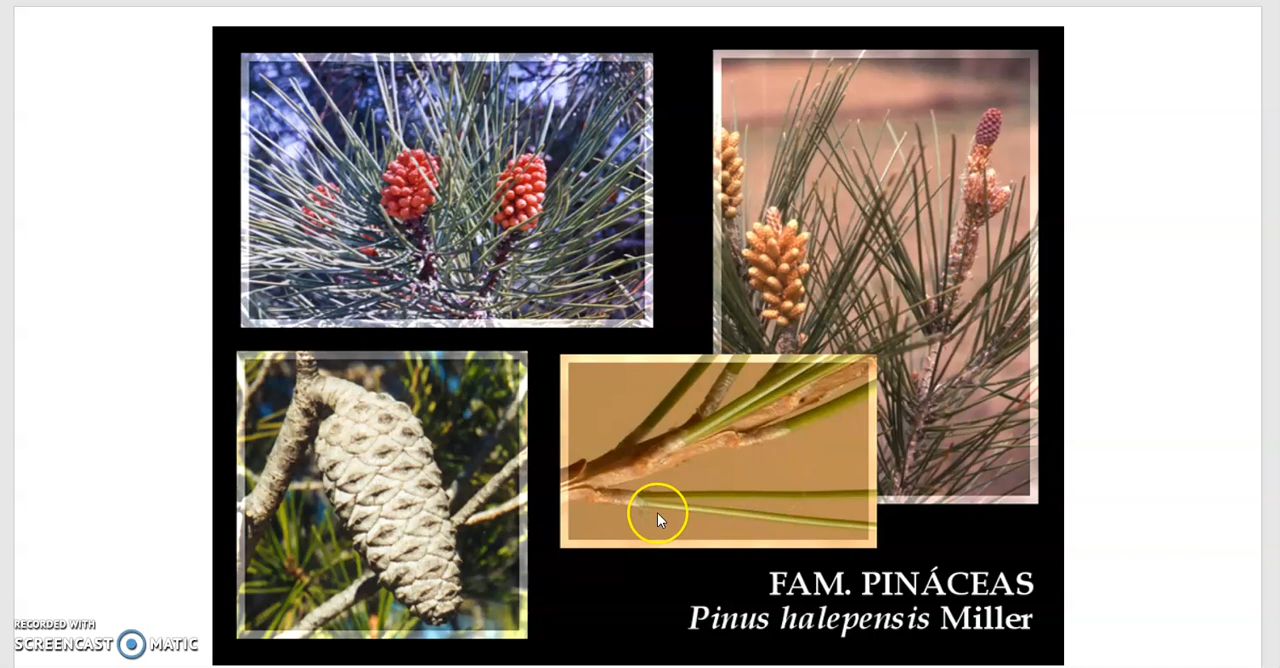 FAM. PINÁCEAS
Pinus halepensis Miller
RECORDED WITH
SCREENCAST MATIC